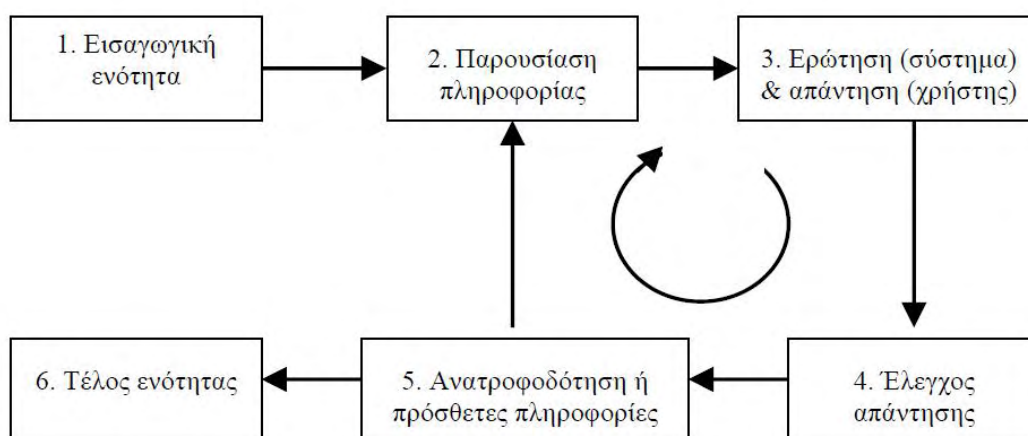 1. Εισαγωγική
ενότητα
2. Παρουσίαση
πληροφορίας
3. Ερώτηση (σύστημα)
& απάντηση (χρήστης)
4. Έλεγχος
απάντησης
5. Ανατροφοδότηση ή
πρόσθετες πληροφορίες
6. Τέλος ενότητας